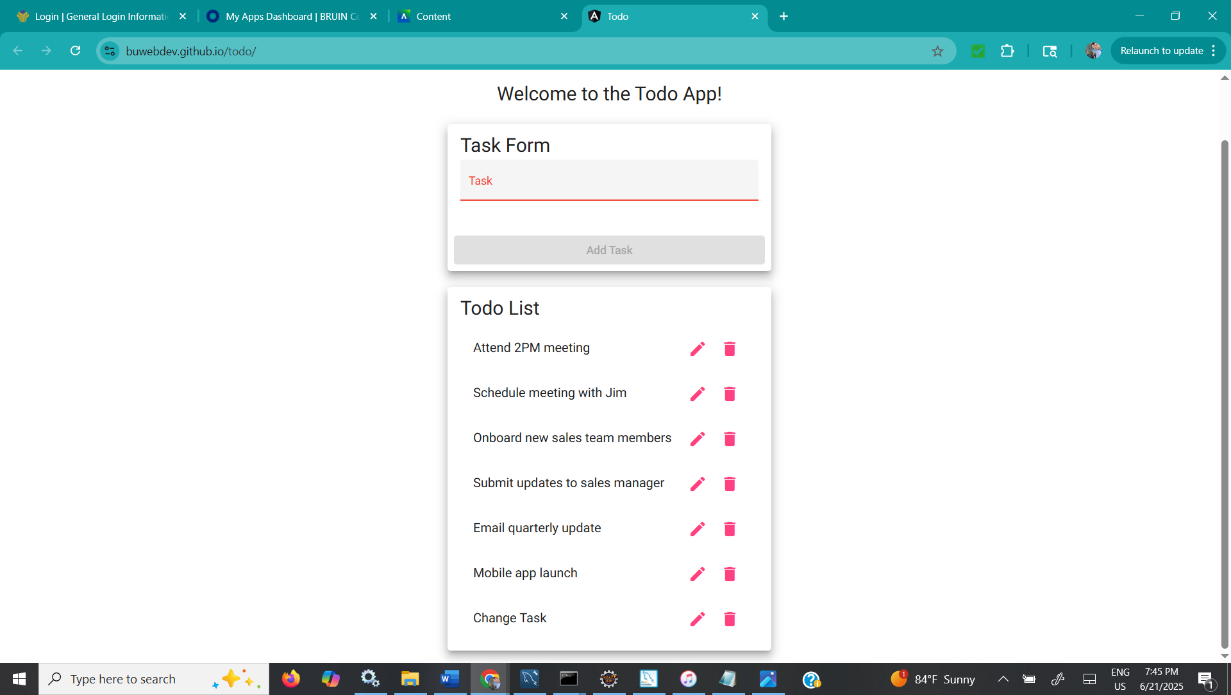 Login | General Login Informati
My Apps Dashboard | BRUIN C
Content
Todo
buwebdev.github.io/todo/
Relaunch to update
Welcome to the Todo App!
Task Form
Task
Add Task
Todo List
Attend 2PM meeting
Schedule meeting with Jim
Onboard new sales team members
Submit updates to sales manager
Email quarterly update
Mobile app launch
Change Task
Type here to search
84°F Sunny
ENG
US
7:45 PM
6/21/2025
1